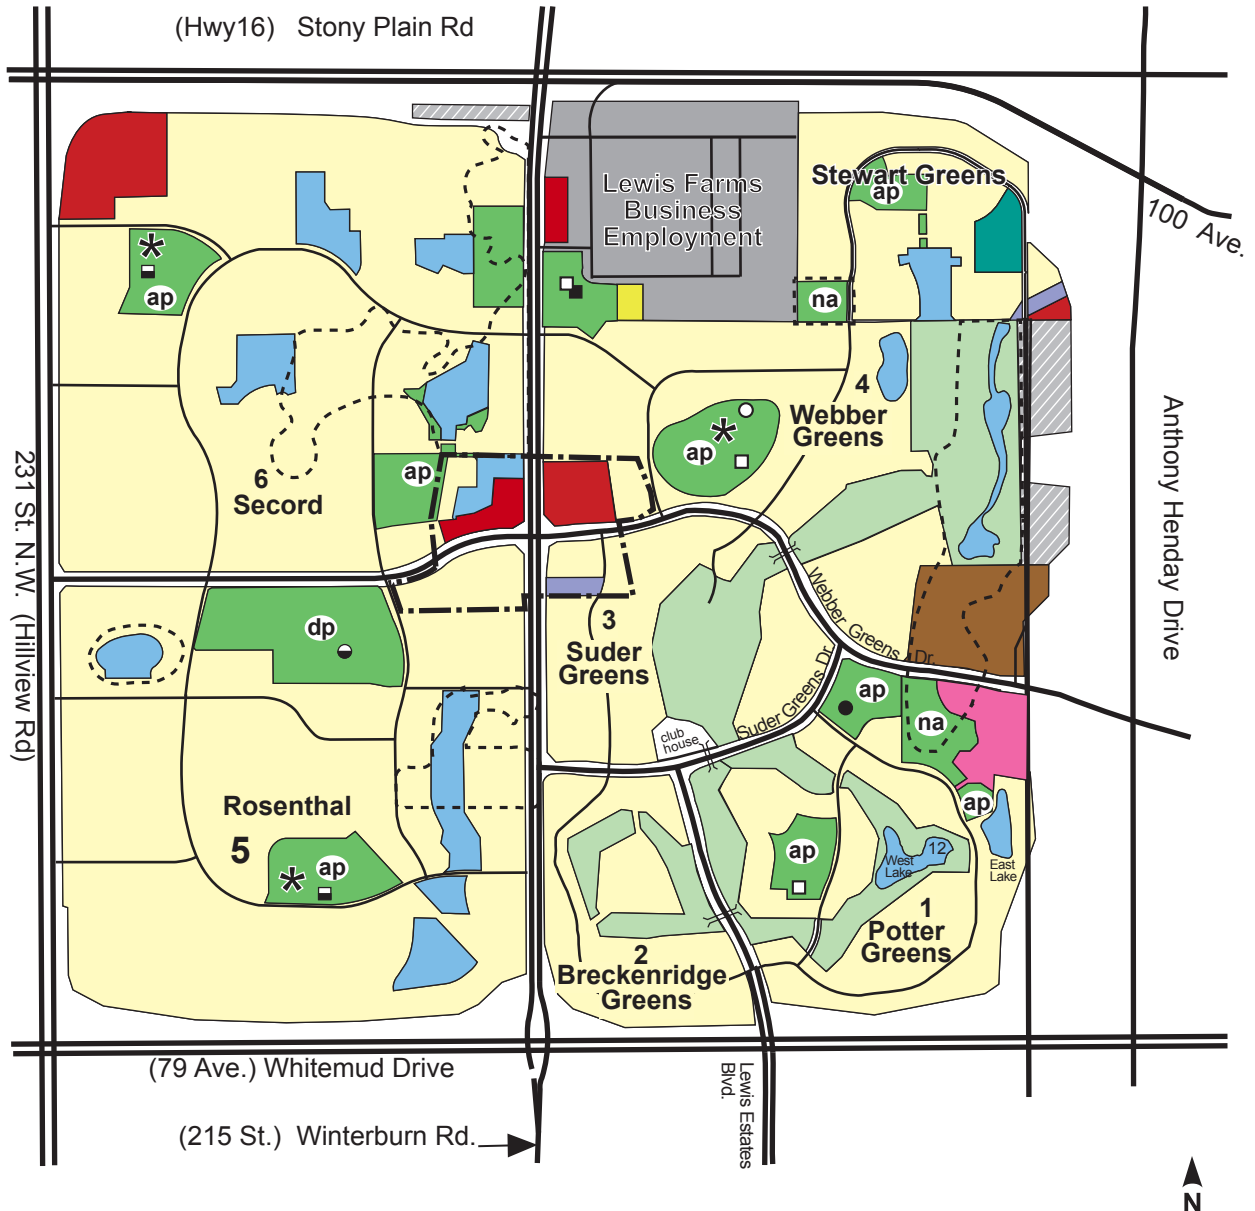 (Hwy16) Stony Plain Rd
100 Ave.
Stewart Greens
ap
Lewis Farms
Business
Employment
*
ap
na
4
Webber
Greens
*
ap
ap
6
Secord
231 St. N.W. (Hillview Rd)
Anthony Henday Drive
Webber Greens Dr.
dp
3
Suder
Greens
Suder Greens Dr.
club
house
ap
na
ap
Rosenthal
5
*
ap
ap
West
Lake
12
East
Lake
1
Potter
Greens
2
Breckenridge
Greens
(79 Ave.) Whitemud Drive
Lewis Estates
Blvd.
(215 St.) Winterburn Rd.
N